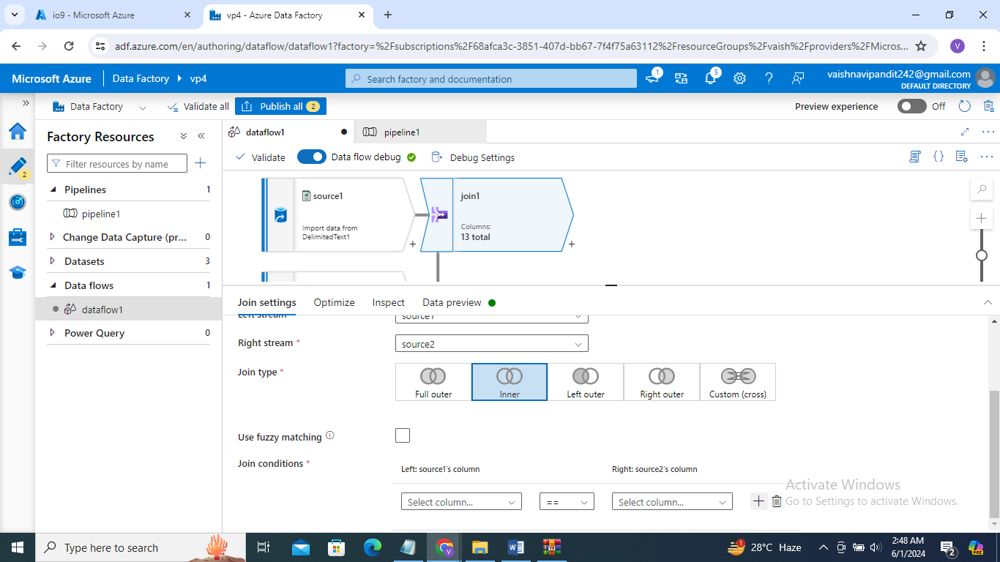 io9 - Microsoft Azure
vp4 - Azure Data Factory
adf.azure.com/en/authoring/dataflow/dataflow1?factory=%2Fsubscriptions%2F68afca3c-3851-407d-bb67-7f4f75a63112%2FresourceGroups%2Fvaish%2Fproviders%2FMicros...
V
Microsoft Azure
Data Factory
vp4
Search factory and documentation
1
5
vaishnavipandit242@gmail.com
DEFAULT DIRECTORY
Data Factory
Validate all
Publish all 2
Preview experience
Off
2
Factory Resources
Filter resources by name
Pipelines 1
pipeline1
Change Data Capture (pr... 0
Datasets 3
Data flows 1
dataflow1
Power Query 0
dataflow1
pipeline1
Validate
Data flow debug
Debug Settings
source1
Import data from
DelimitedText1
join1
Columns:
13 total
Join settings
Optimize
Inspect
Data preview
Left stream
source1
Right stream *
source2
Join type *
Full outer
Inner
Left outer
Right outer
Custom (cross)
Use fuzzy matching
Join conditions *
Left: source1's column
Right: source2's column
Select column...
==
Select column...
Activate Windows
Go to Settings to activate Windows.
Type here to search
1
28°C Haze
2:48 AM
6/1/2024
2
PRE